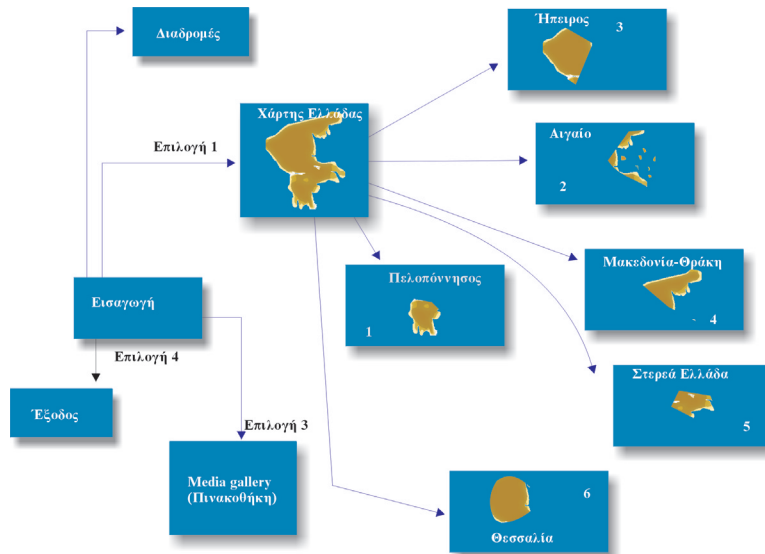 Διαδρομές
Ήπειρος
3
Χάρτης Ελλάδας
Αιγαίο
2
Επιλογή 1
Μακεδονία-Θράκη
4
Πελοπόννησος
1
Εισαγωγή
Επιλογή 4
Στερεά Ελλάδα
5
Έξοδος
Επιλογή 3
Media gallery
(Πινακοθήκη)
6
Θεσσαλία